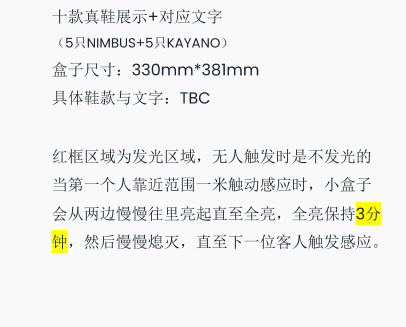 十款真鞋展示+对应文字
（5只NIMBUS+5只KAYANO）
盒子尺寸：330mm*381mm
具体鞋款与文字：TBC
红框区域为发光区域，无人触发时是不发光的
当第一个人靠近范围一米触动感应时，小盒子
会从两边慢慢往里亮起直至全亮，全亮保持3分
钟，然后慢慢熄灭，直至下一位客人触发感应。